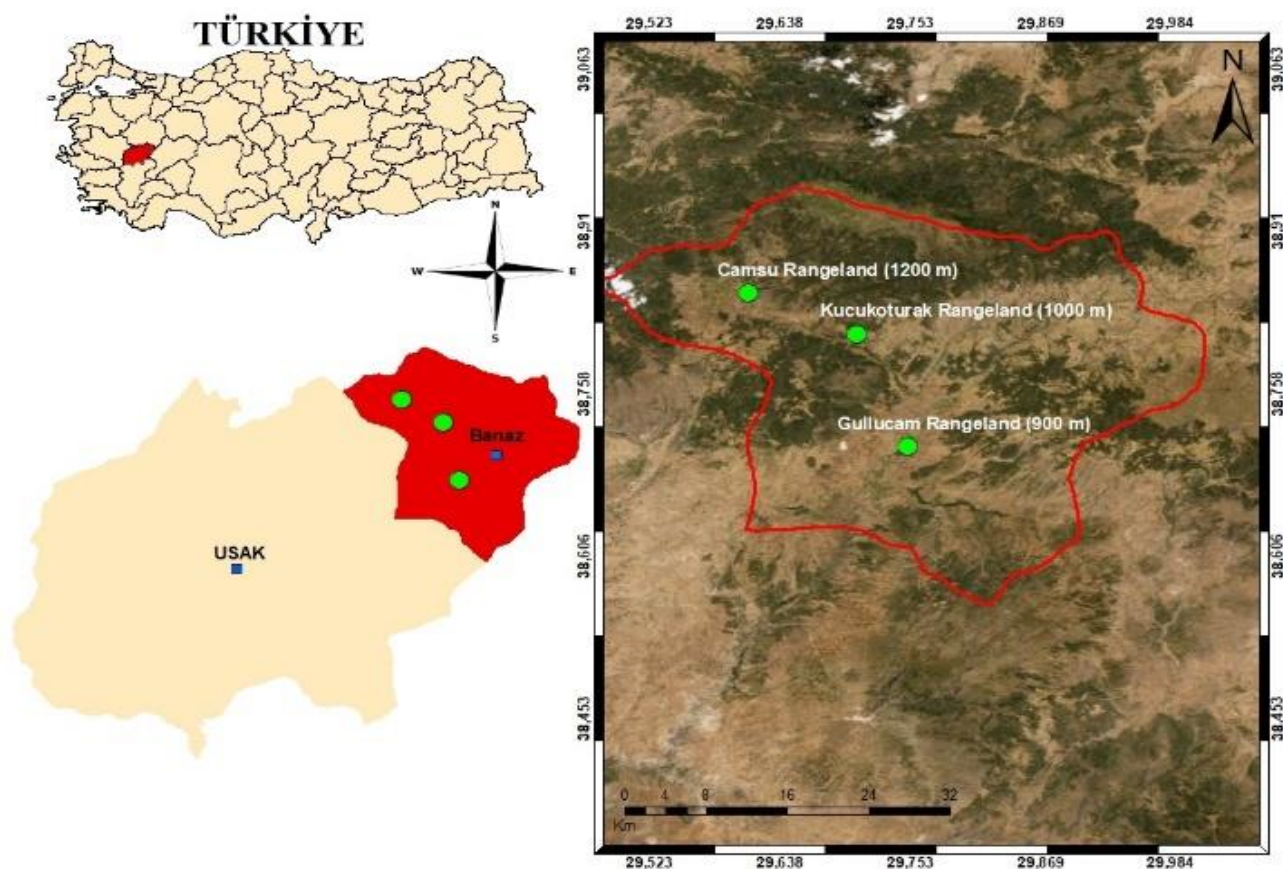 TÜRKİYE
N
W
E
S
Banaz
USAK
29,523 29,638 29,753 29,869 29,984
39,063
38,91
38,758
38,606
38,453
39,063
38,91
38,758
38,606
38,453
N
Camsu Rangeland (1200 m)
Kucukoturak Rangeland (1000 m)
Gullucam Rangeland (900 m)
0 4 8 16 24 32
Km
29,523 29,638 29,753 29,869 29,984